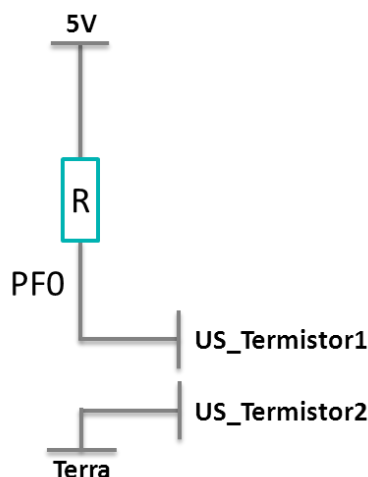 5V
R
PF0
US_Termistor1
US_Termistor2
Terra